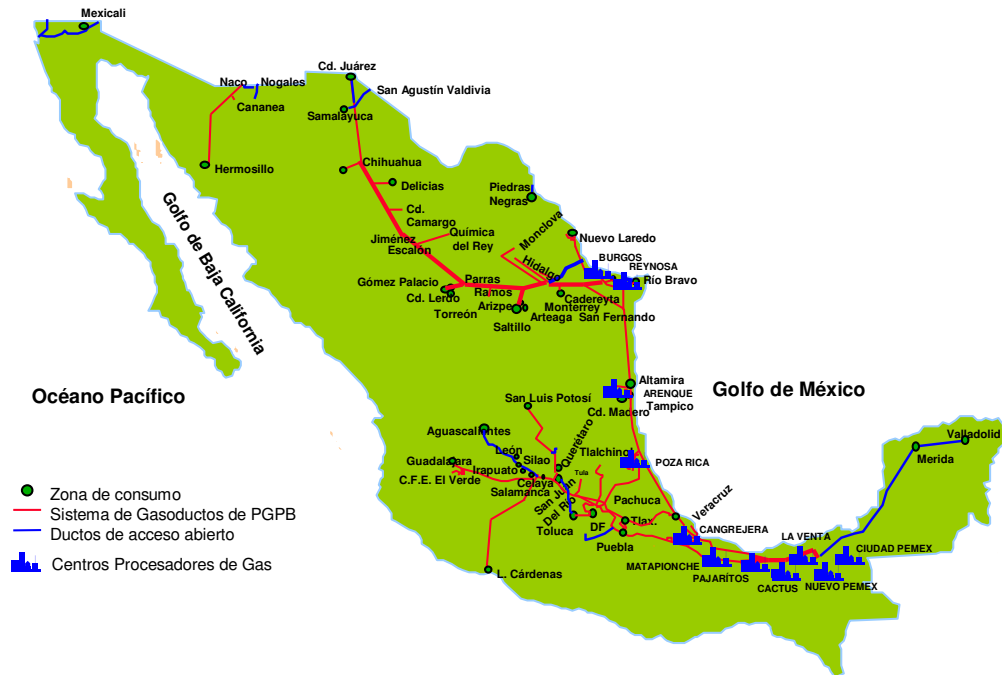 Mexicali
Cd. Juárez
Naco
Nogales
San Agustín Valdivia
Cananea
Samalayuca
Hermosillo
Chihuahua
Delicias
Piedras
Negras
Cd.
Camargo
Golfo de Baja California
Química
del Rey
Jiménez
Escalón
Monclova
Nuevo Laredo
Hidalgo
BURGOS
REYNOSA
Río Bravo
Gómez Palacio
Parras
Cd. Lerdo
Ramos
Arizpe
Torreón
Saltillo
Arteaga
Cadereyta
Monterrey
San Fernando
Océano Pacífico
Golfo de México
Altamira
ARENQUE
Tampico
Cd. Madero
San Luis Potosí
Aguascalientes
Querétaro
Tlalchinol
León
Silao
Guadalajara
Irapuato
C.F.E. El Verde
Celaya
Salamanca
San Juan
Del Río
Tula
POZA RICA
Pachuca
Veracruz
Toluca
DF
Tlax.
Puebla
L. Cárdenas
Valladolid
Merida
CANGREJERA
LA VENTA
CIUDAD PEMEX
MATAPIONCHE
PAJARÍTOS
CACTUS
NUEVO PEMEX
Zona de consumo
Sistema de Gasoductos de PGPB
Ductos de acceso abierto
Centros Procesadores de Gas